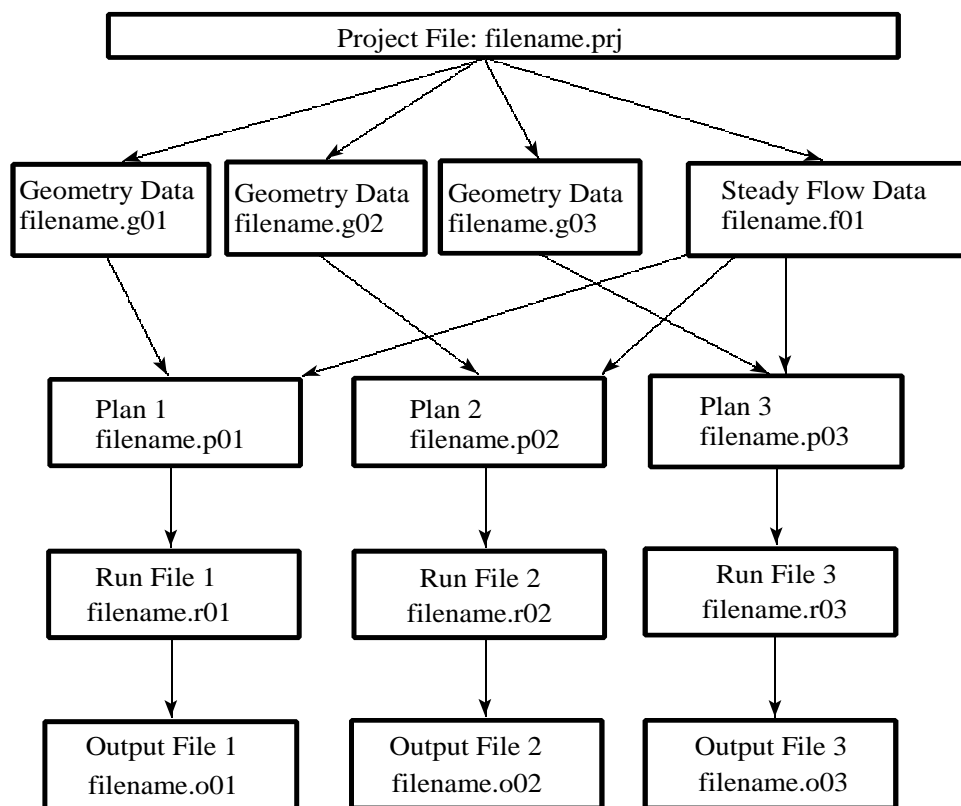 Project File: filename.prj
Geometry Data
filename.g01
Geometry Data
filename.g02
Geometry Data
filename.g03
Steady Flow Data
filename.f01
Plan 1
filename.p01
Plan 2
filename.p02
Plan 3
filename.p03
Run File 1
filename.r01
Run File 2
filename.r02
Run File 3
filename.r03
Output File 1
filename.o01
Output File 2
filename.o02
Output File 3
filename.o03